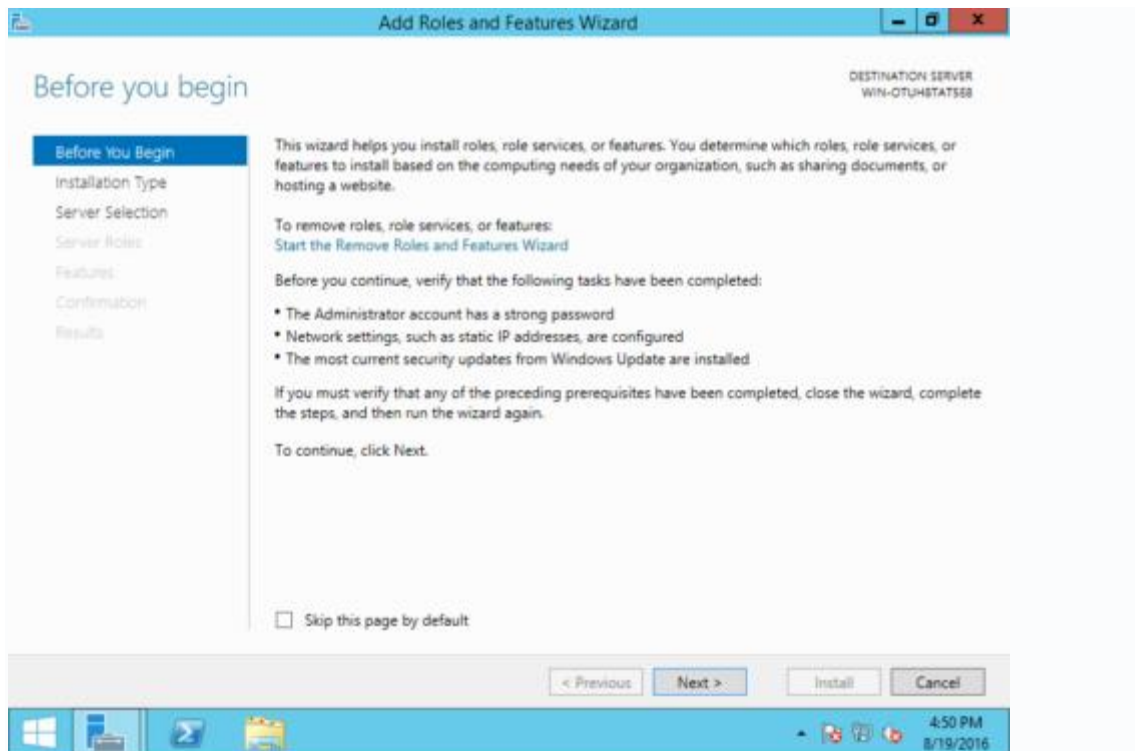 Add Roles and Features Wizard
Before you begin
DESTINATION SERVER
Before You Begin
Installation Type
Server Selection
Server Roles
Features
Confirmation
Results
This wizard helps you install roles, role services, or features. You determine which roles, role services, or
features to install based on the computing needs of your organization, such as sharing documents, or
hosting a website.
To remove roles, role services, or features:
Start the Remove Roles and Features Wizard
Before you continue, verify that the following tasks have been completed:
• The Administrator account has a strong password
• Network settings, such as static IP addresses, are configured
• The most current security updates from Windows Update are installed
If you must verify that any of the preceding prerequisites have been completed, close the wizard, complete
the steps, and then run the wizard again.
To continue, click Next.
Skip this page by default
< Previous
Next >
Install
Cancel
4:50 PM
8/19/2016